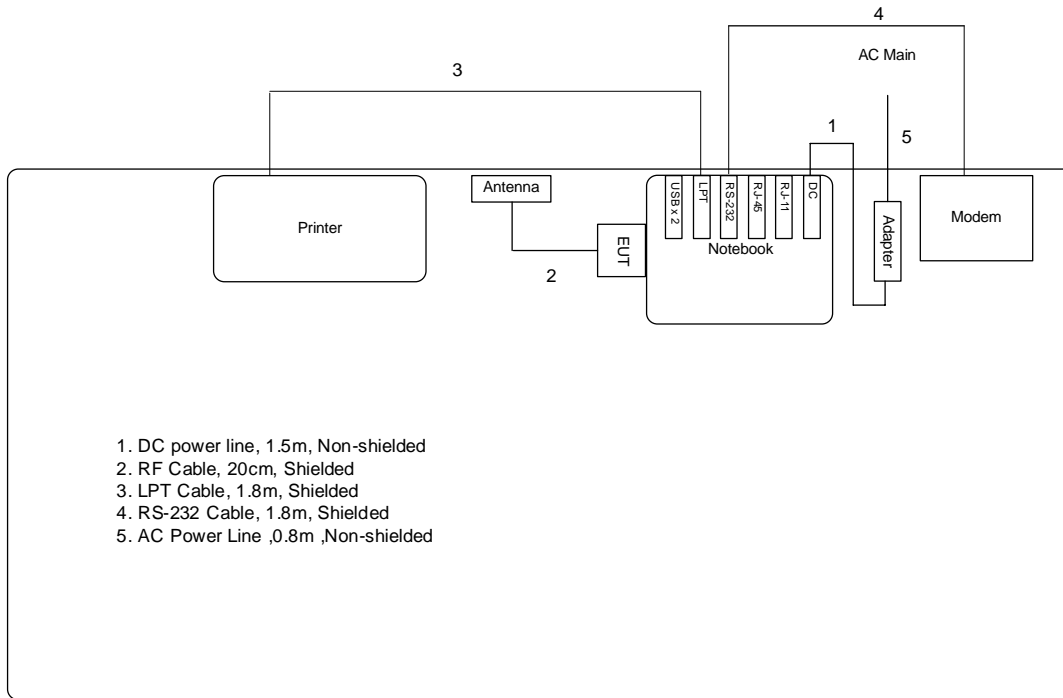 4
AC Main
3
1
5
Printer
Antenna
EUT
2
USB x 2
LPT
RS-232
RJ-45
RJ-11
DC
Notebook
Adapter
Modem
1. DC power line, 1.5m, Non-shielded
2. RF Cable, 20cm, Shielded
3. LPT Cable, 1.8m, Shielded
4. RS-232 Cable, 1.8m, Shielded
5. AC Power Line ,0.8m ,Non-shielded